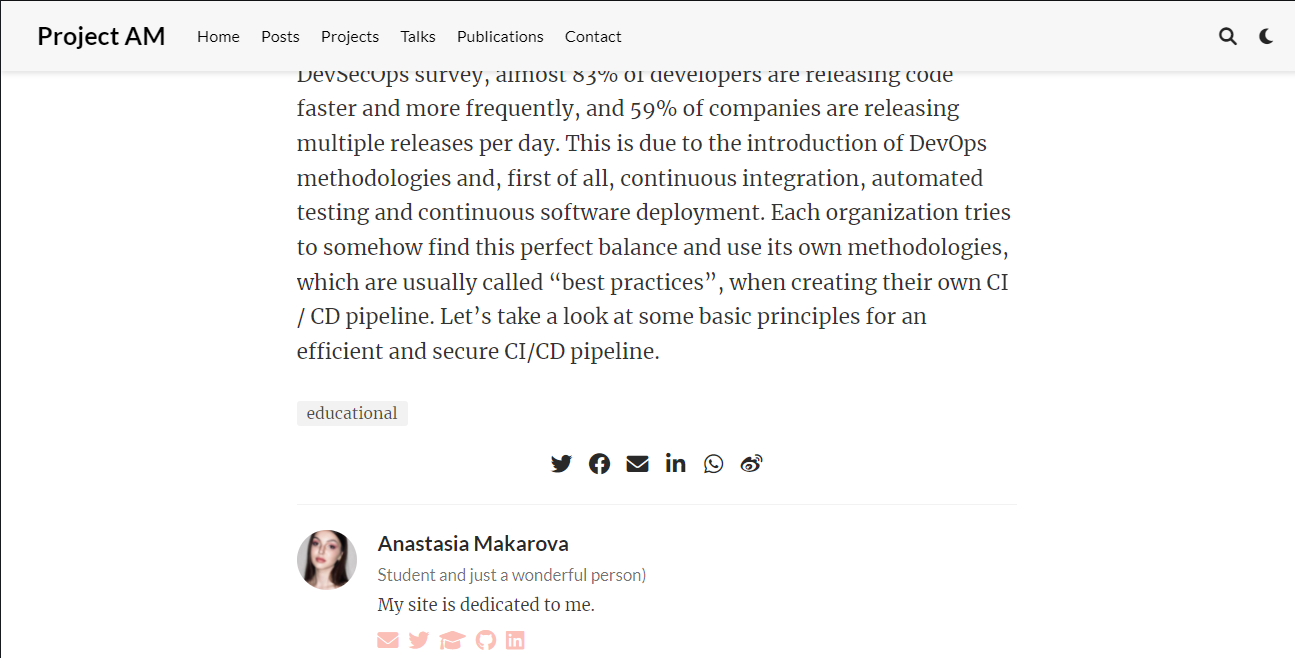 Project AM Home Posts Projects Talks Publications Contact
DevSecOps survey, almost 83% of developers are releasing code
faster and more frequently, and 59% of companies are releasing
multiple releases per day. This is due to the introduction of DevOps
methodologies and, first of all, continuous integration, automated
testing and continuous software deployment. Each organization tries
to somehow find this perfect balance and use its own methodologies,
which are usually called “best practices”, when creating their own CI
/ CD pipeline. Let’s take a look at some basic principles for an
efficient and secure CI/CD pipeline.
educational
Anastasia Makarova
Student and just a wonderful person)
My site is dedicated to me.